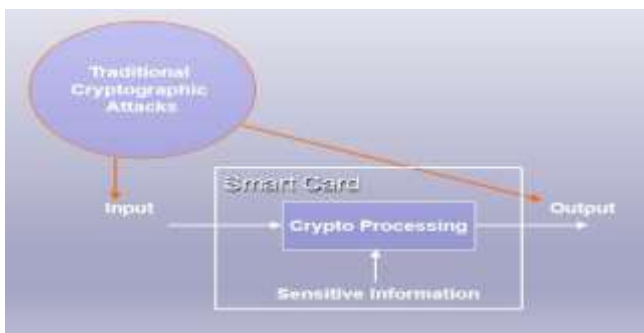 Traditional
Cryptographic
Attacks
Smart Card
Input
Output
Crypto Processing
Sensitive Information